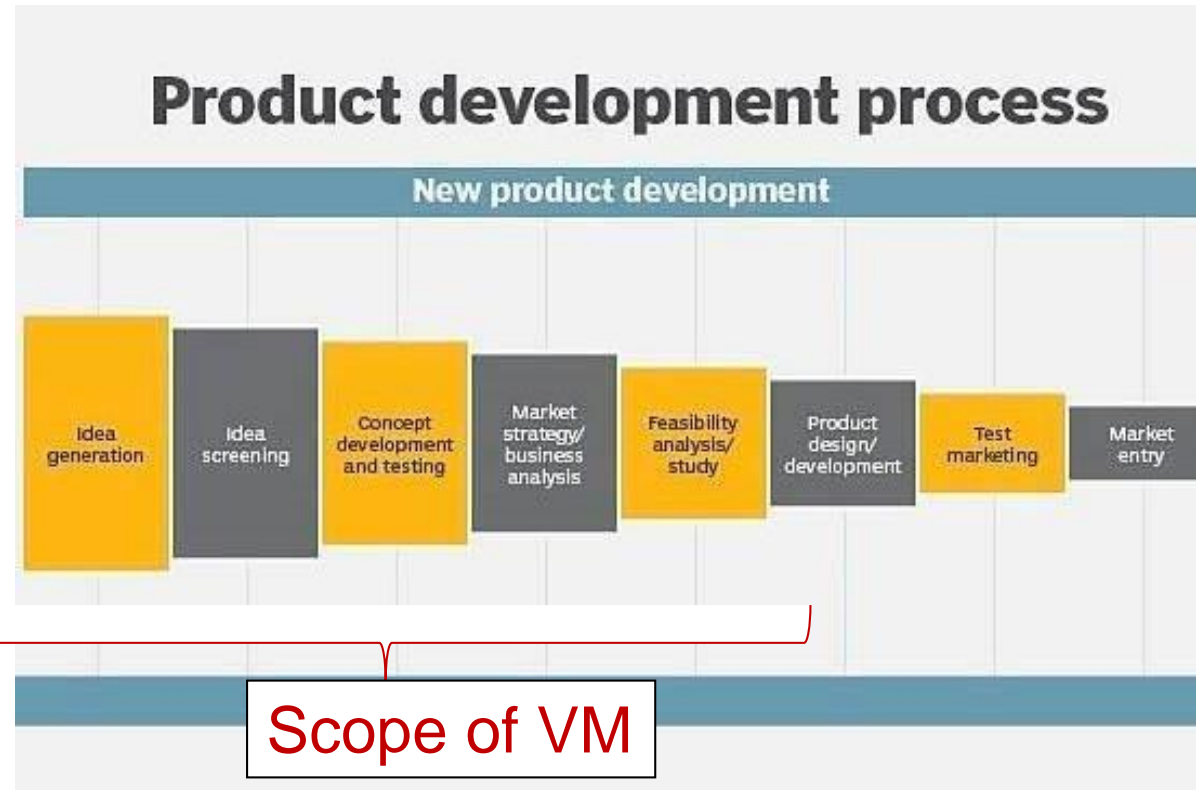 Product development process
New product development
Idea
generation
Idea
screening
Concept
development
and testing
Market
strategy/
business
analysis
Feasibility
analysis/
study
Product
design/
development
Test
marketing
Market
entry
Scope of VM